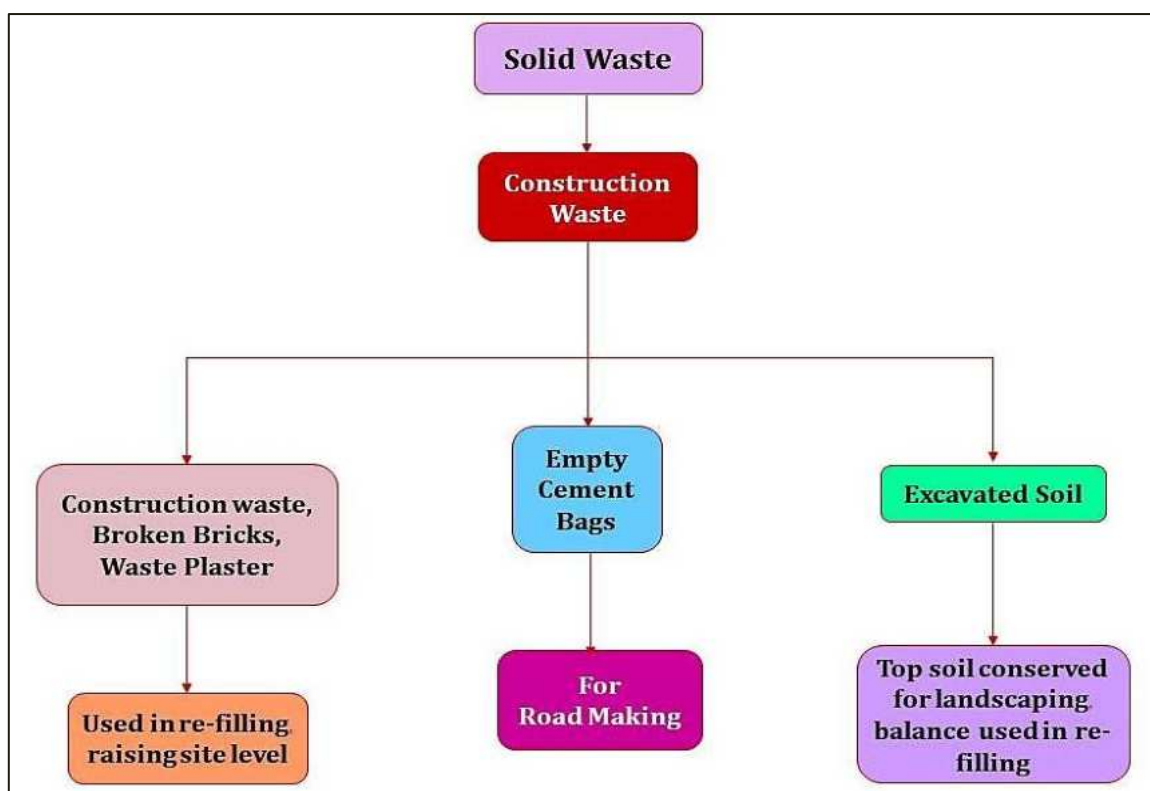 Solid Waste
Construction
Waste
Construction waste,
Broken Bricks,
Waste Plaster
Empty
Cement
Bags
Excavated Soil
Used in re-filling,
raising site level
For
Road Making
Top soil conserved
for landscaping,
balance used in re-
filling